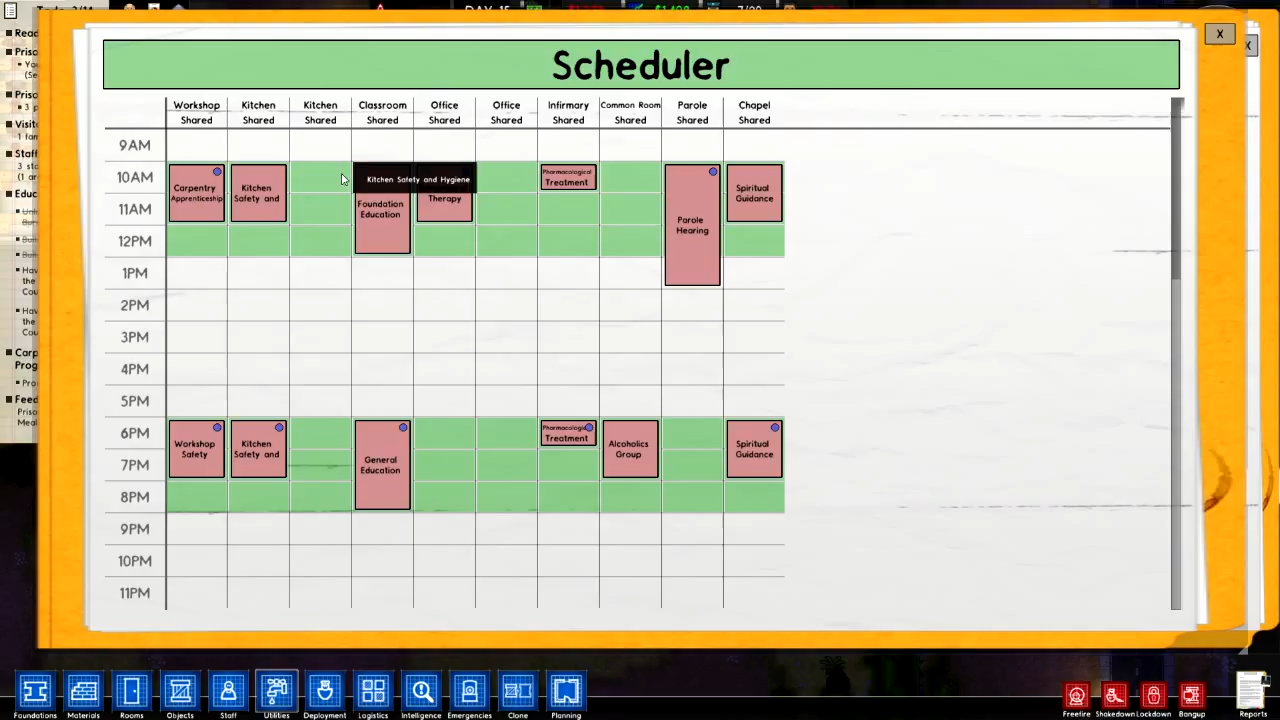 DAY 15
X
Scheduler
X
Workshop Kitchen Kitchen Classroom Office Office Infirmary Common Room Parole Chapel
Shared Shared Shared Shared Shared Shared Shared Shared Shared Shared
9AM
10AM
11AM
12PM
1PM
2PM
3PM
4PM
5PM
6PM
7PM
8PM
9PM
10PM
11PM
Carpentry
Apprenticeship
Kitchen
Safety and
Kitchen Safety and Hygiene
Foundation
Education
Therapy
Pharmacological
Treatment
Parole
Hearing
Spiritual
Guidance
Workshop
Safety
Kitchen
Safety and
General
Education
Treatment
Alcoholics
Group
Spiritual
Guidance
Foundations Materials Rooms Objects Staff Utilities Deployment Logistics Intelligence Emergencies Clone Planning
Freefire Shakedown Lockdown Bangup Reports